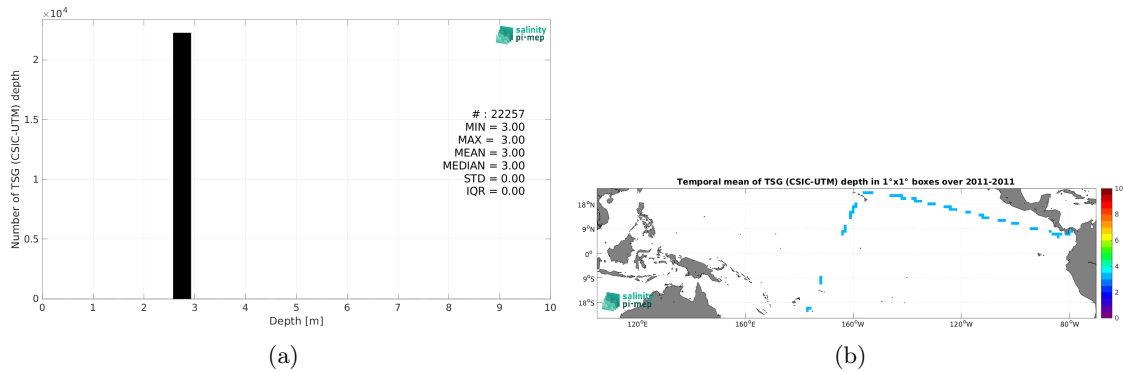 ×10⁴
salinity
pi-mep
2
1.5
1
0.5
0
Number of TSG (CSIC-UTM) depth
# : 22257
MIN = 3.00
MAX = 3.00
MEAN = 3.00
MEDIAN = 3.00
STD = 0.00
IQR = 0.00
0 1 2 3 4 5 6 7 8 9 10
Depth [m]
(a)
Temporal mean of TSG (CSIC-UTM) depth in 1°x1° boxes over 2011-2011
18°N
9°N
0°
9°S
18°S
salinity
pi-mep
120°E 160°E 160°W 120°W 80°W
10
8
6
4
2
0
(b)